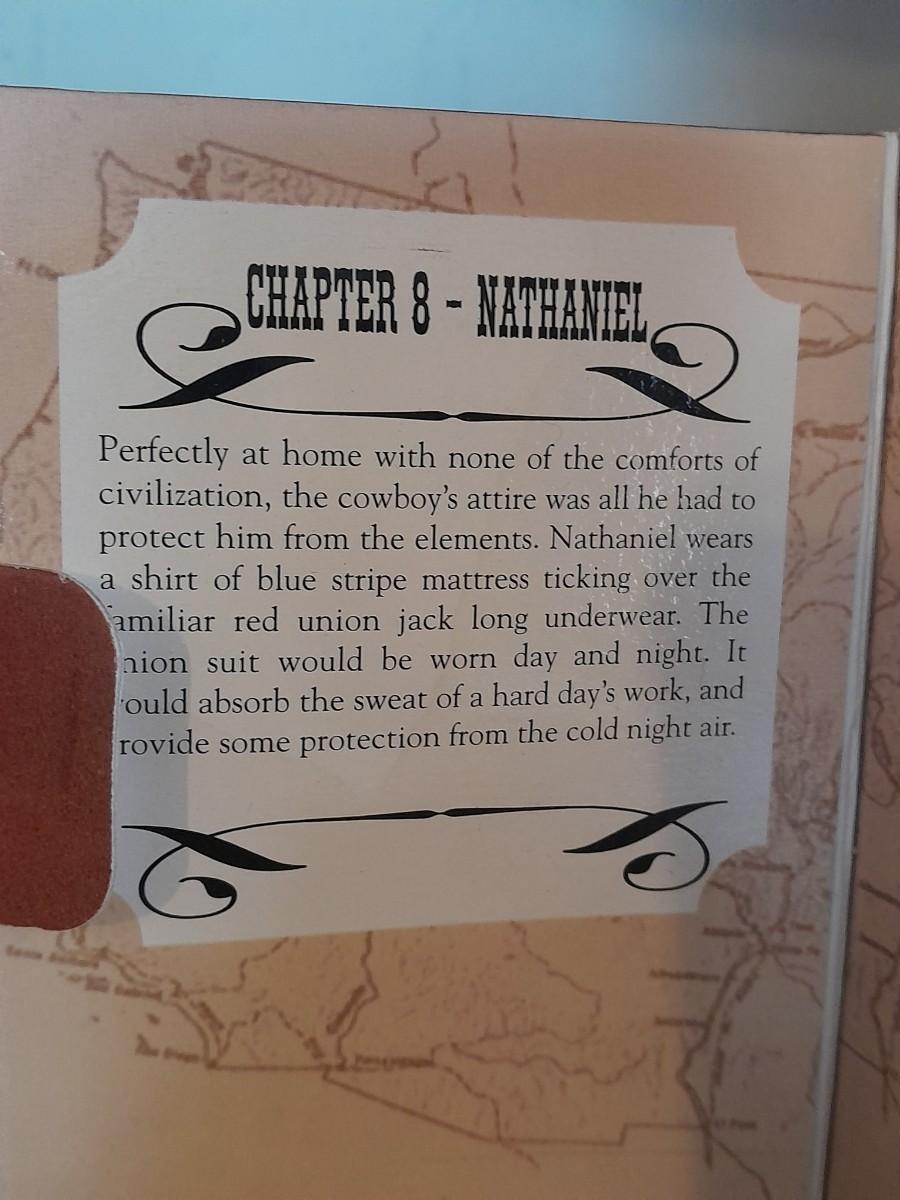 CHAPTER 8 - NATHANIEL
Perfectly at home with none of the comforts of
civilization, the cowboy's attire was all he had to
protect him from the elements. Nathaniel wears
a shirt of blue stripe mattress ticking over the
amiliar red union jack long underwear. The
nion suit would be worn day and night. It
ould absorb the sweat of a hard day's work, and
rovide some protection from the cold night air.